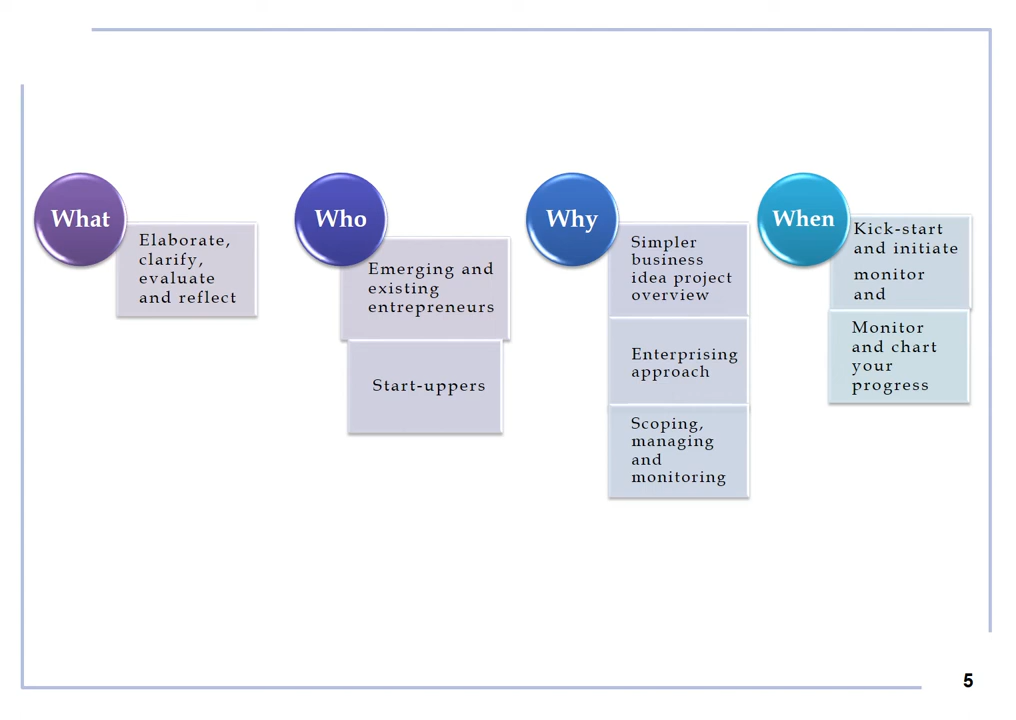 What
Elaborate,
clarify,
evaluate
and reflect
Who
Emerging and
existing
entrepreneurs
Start-uppers
Why
Simpler
business
idea project
overview
Enterprising
approach
Scoping,
managing
and
monitoring
When
Kick-start
and initiate
monitor
and
Monitor
and chart
your
progress
5